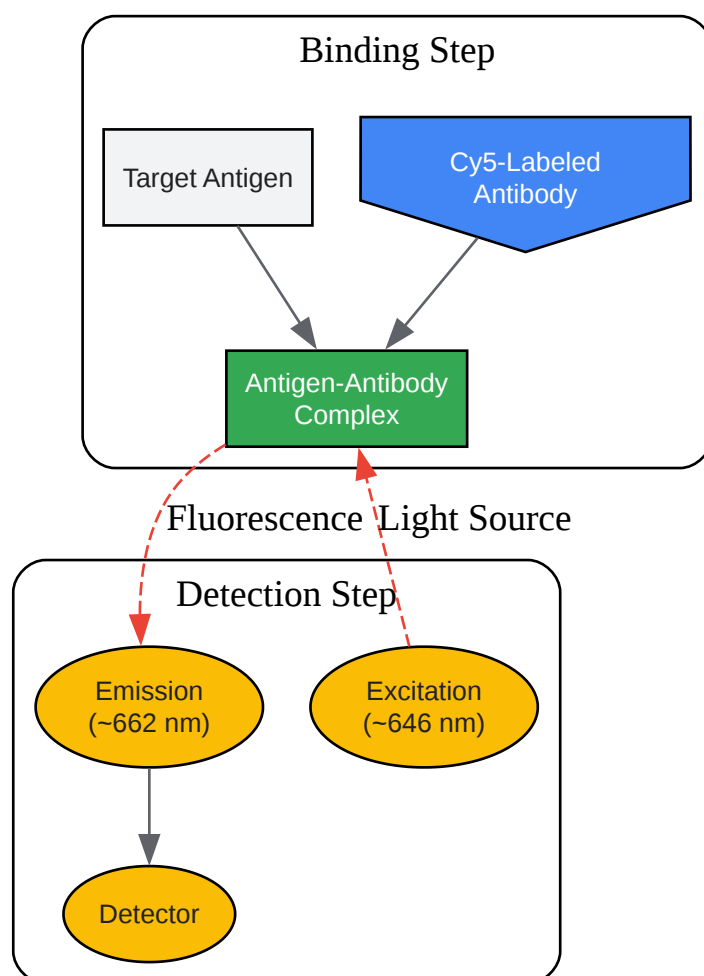 Binding Step
Target Antigen
Cy5-Labeled
Antibody
Antigen-Antibody
Complex
Fluorescence
Light Source
Detection Step
Emission
(~662 nm)
Excitation
(~646 nm)
Detector